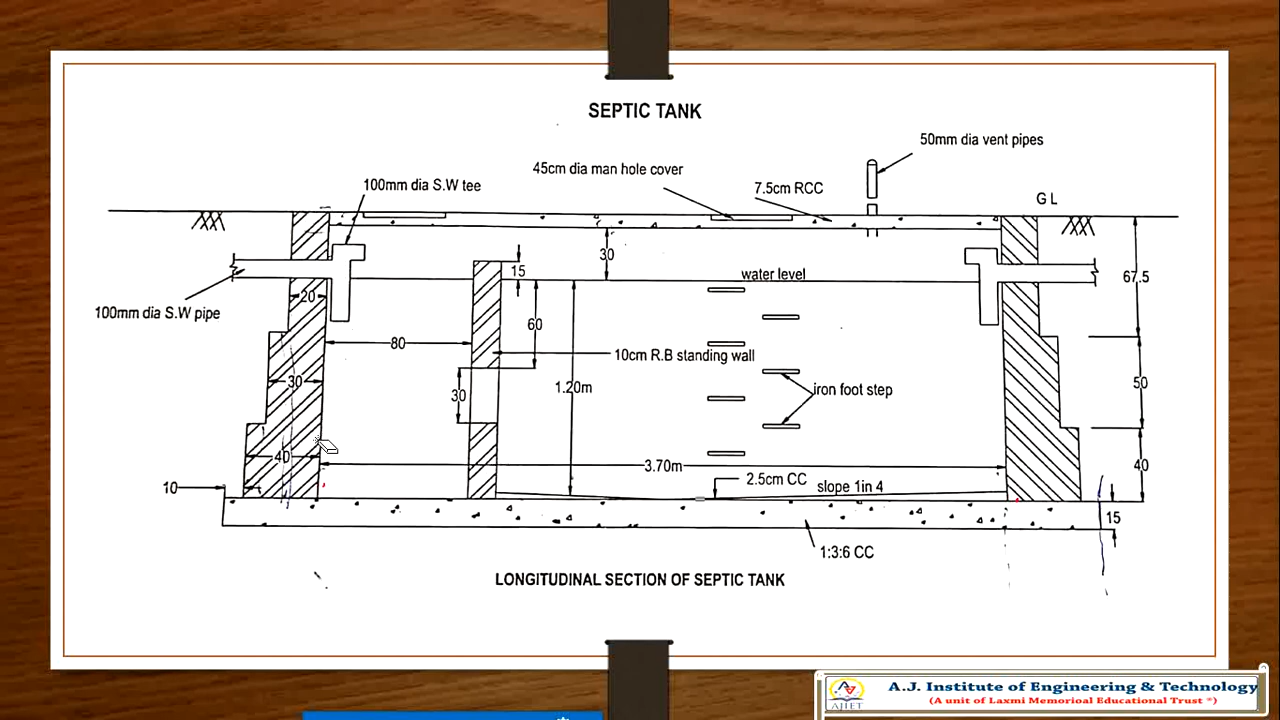 SEPTIC TANK
50mm dia vent pipes
45cm dia man hole cover
100mm dia S.W tee
7.5cm RCC
G L
30
15
water level
67.5
20
100mm dia S.W pipe
60
80
10cm R.B standing wall
30
50
1.20m
30
iron foot step
40
3.70m
40
2.5cm CC
slope 1in 4
10
15
1:3:6 CC
LONGITUDINAL SECTION OF SEPTIC TANK
A.J. Institute of Engineering & Technology
(A unit of Laxmi Memorioal Educational Trust ®)
AJIET